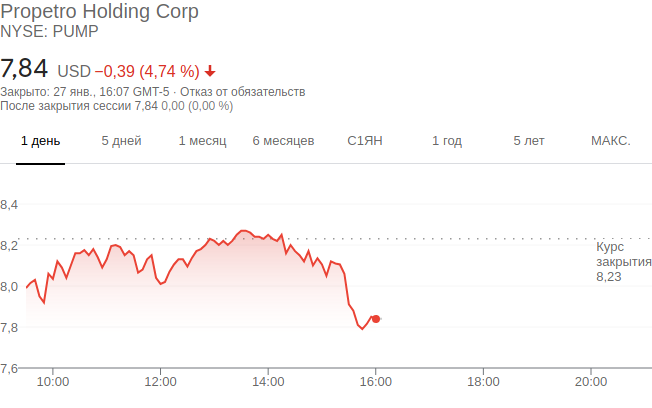 Propetro Holding Corp
NYSE: PUMP
7,84 USD −0,39 (4,74 %)
Закрыто: 27 янв., 16:07 GMT-5 · Отказ от обязательств
После закрытия сессии 7,84 0,00 (0,00 %)
1 день 5 дней 1 месяц 6 месяцев С1ЯН 1 год 5 лет МАКС.
8,4
8,2
Курс
закрытия
8,23
8,0
7,8
7,6
10:00 12:00 14:00 16:00 18:00 20:00